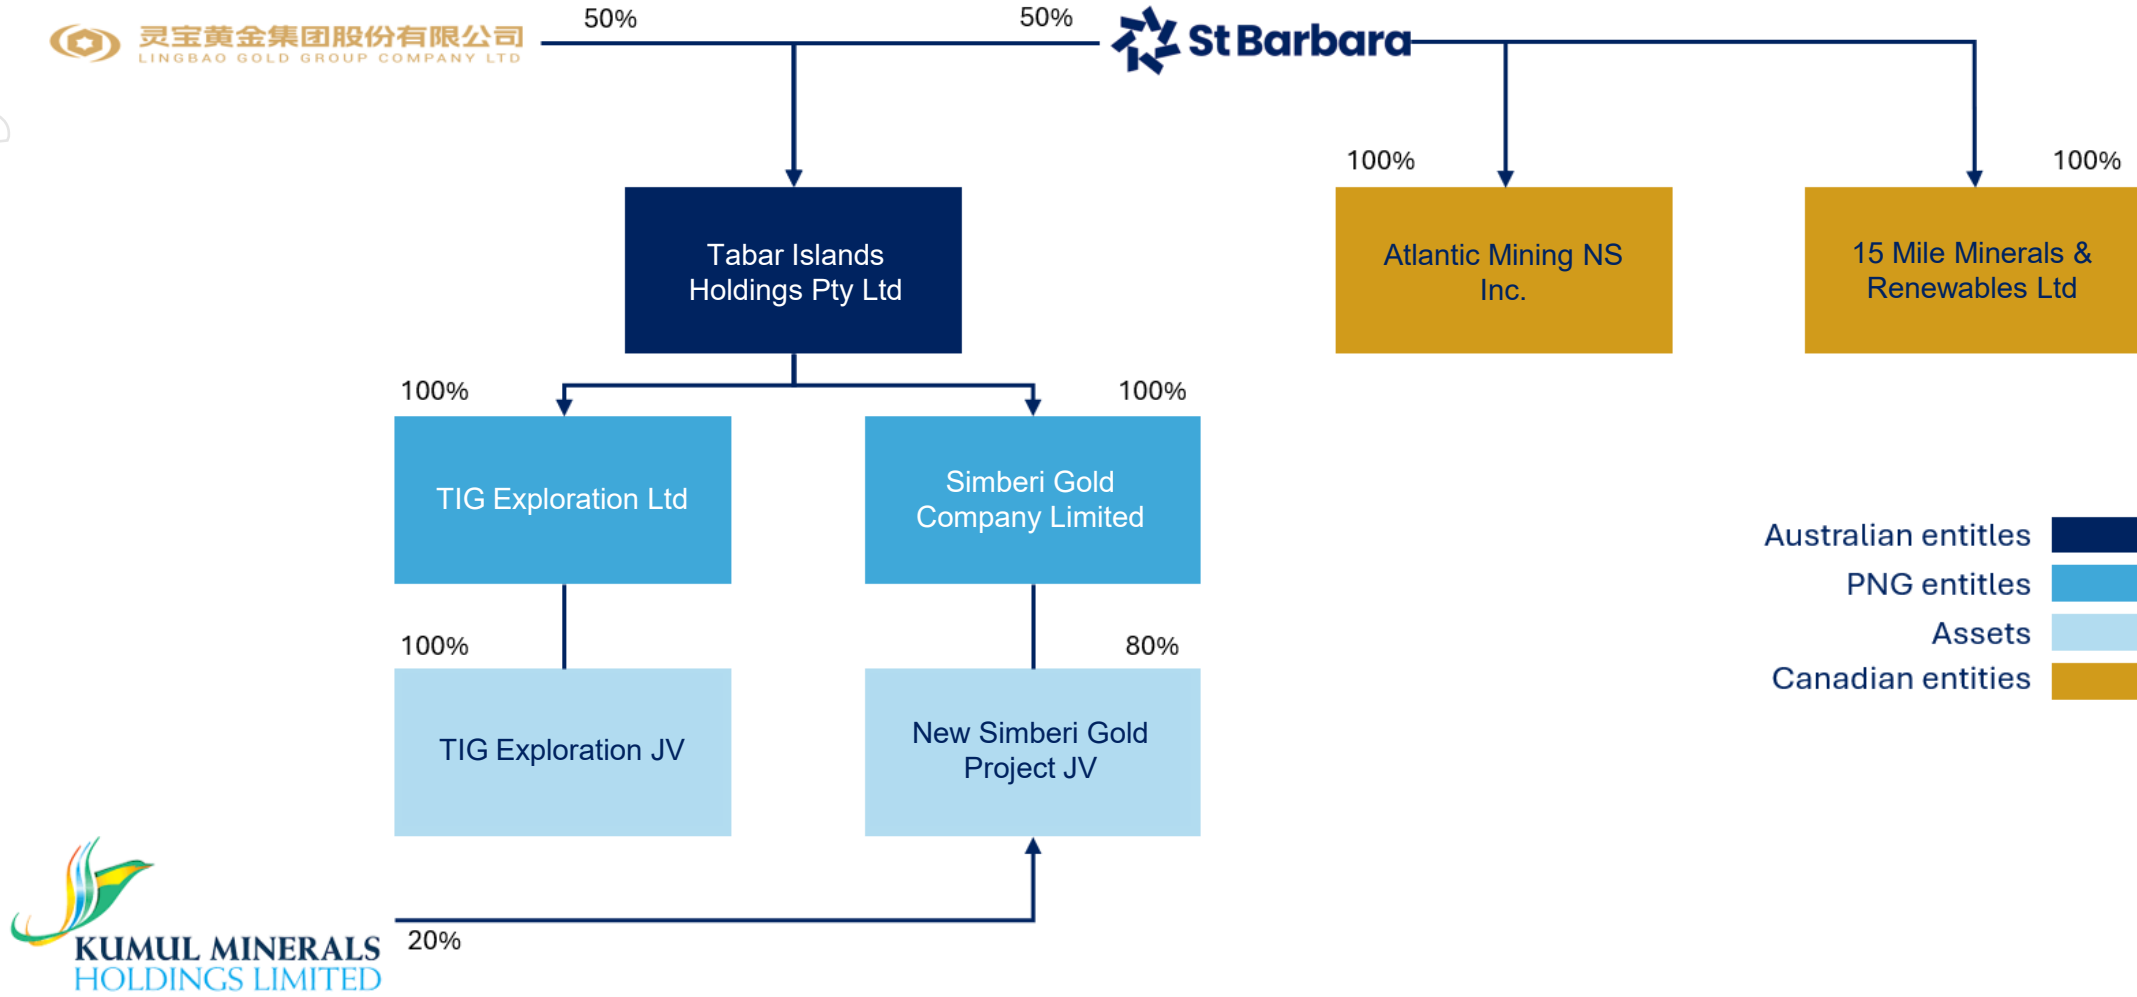 50%
50%
灵宝黄金集团股份有限公司
LINGBAO GOLD GROUP COMPANY LTD
St Barbara
100%
100%
Tabar Islands
Holdings Pty Ltd
Atlantic Mining NS
Inc.
15 Mile Minerals &
Renewables Ltd
100%
100%
TIG Exploration Ltd
Simberi Gold
Company Limited
Australian entitles
PNG entitles
Assets
Canadian entities
100%
80%
TIG Exploration JV
New Simberi Gold
Project JV
20%
KUMUL MINERALS
HOLDINGS LIMITED